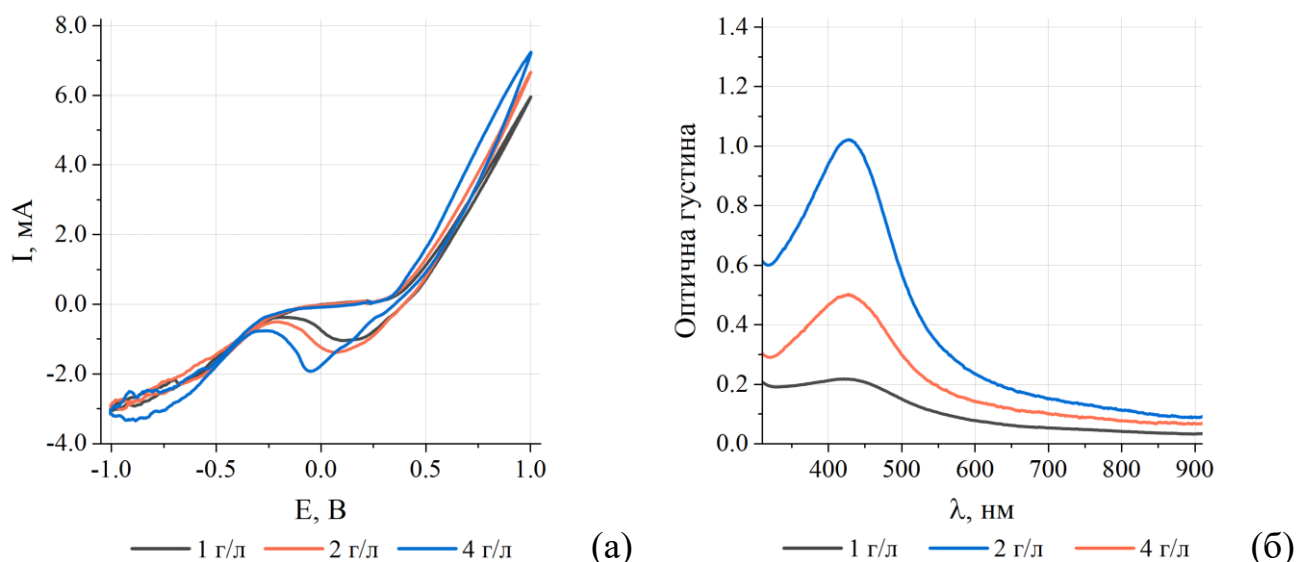 8.0
6.0
4.0
2.0
0.0
-2.0
-4.0
I, мА
-1.0 -0.5 0.0 0.5 1.0
E, В
1 г/л 2 г/л 4 г/л
(а)
1.4
1.2
1.0
0.8
0.6
0.4
0.2
0.0
Оптична густина
400 500 600 700 800 900
λ, нм
1 г/л 2 г/л 4 г/л
(б)